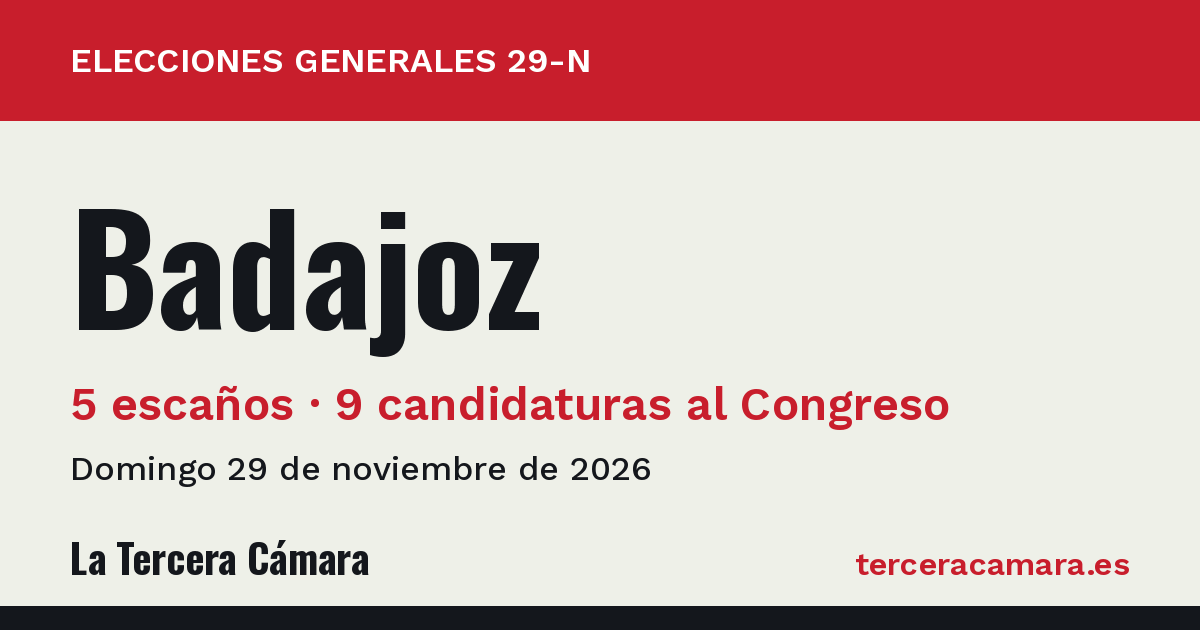 ELECCIONES GENERALES 29-N
Badajoz
5 escaños · 9 candidaturas al Congreso
Domingo 29 de noviembre de 2026
La Tercera Cámara
terceracamara.es